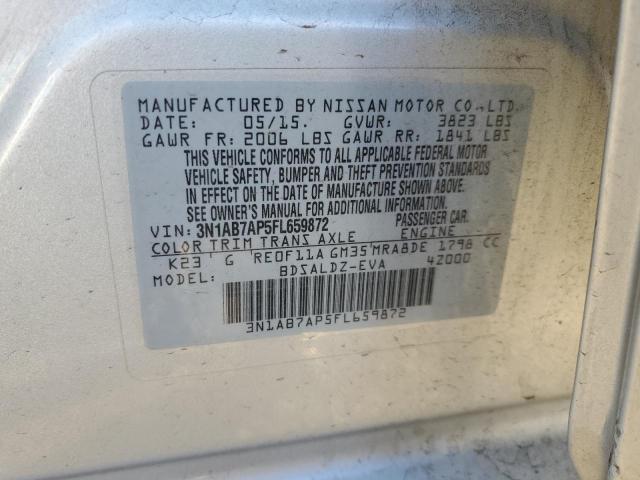 MANUFACTURED BY NISSAN MOTOR CO.,LTD.
DATE: 05/15. GVWR: 3823 LBS
GAWR FR: 2006 LBS GAWR RR: 1841 LBS
THIS VEHICLE CONFORMS TO ALL APPLICABLE FEDERAL MOTOR
VEHICLE SAFETY, BUMPER AND THEFT PREVENTION STANDARDS
IN EFFECT ON THE DATE OF MANUFACTURE SHOWN ABOVE.
SEE OWNER'S MANUAL FOR ADDITIONAL INFORMATION.
VIN: 3N1AB7AP5FL659872 PASSENGER CAR.
COLOR TRIM TRANS AXLE ENGINE
K23 G RE0F11A GM35 MRA8DE 1798 CC
MODEL: BDSALDZ-EVA 42000
3N1AB7AP5FL659872